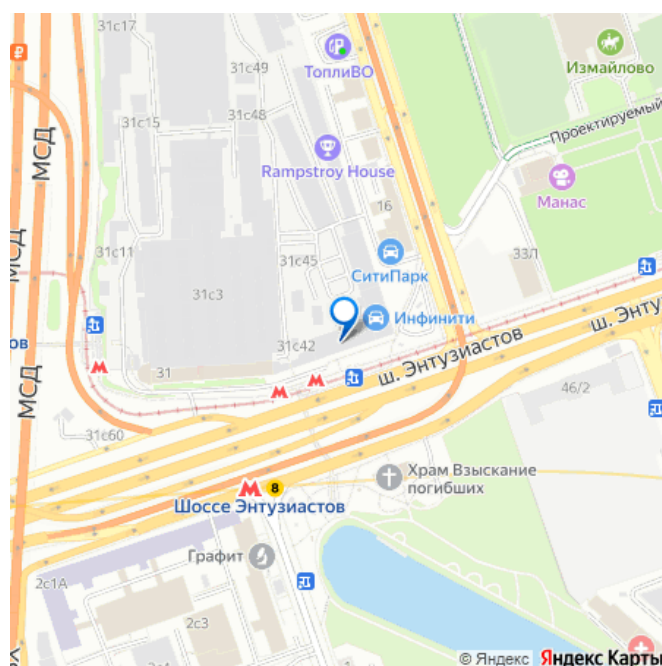 31с17
31с49
ТоплиВО
Измайлово
31с15
31с48
МСД
Проектируемый
Rampstroy House
16
Манас
31с11
31с45
СитиПарк
33/1
31с3
Инфинити
ш. Энтузиастов
ш. Энту
ов
31с42
31
МСД
46/2
31с60
Храм Взыскание
погибших
8
Шоссе Энтузиастов
Графит
2с1А
2с3
© Яндекс Яндекс Карты